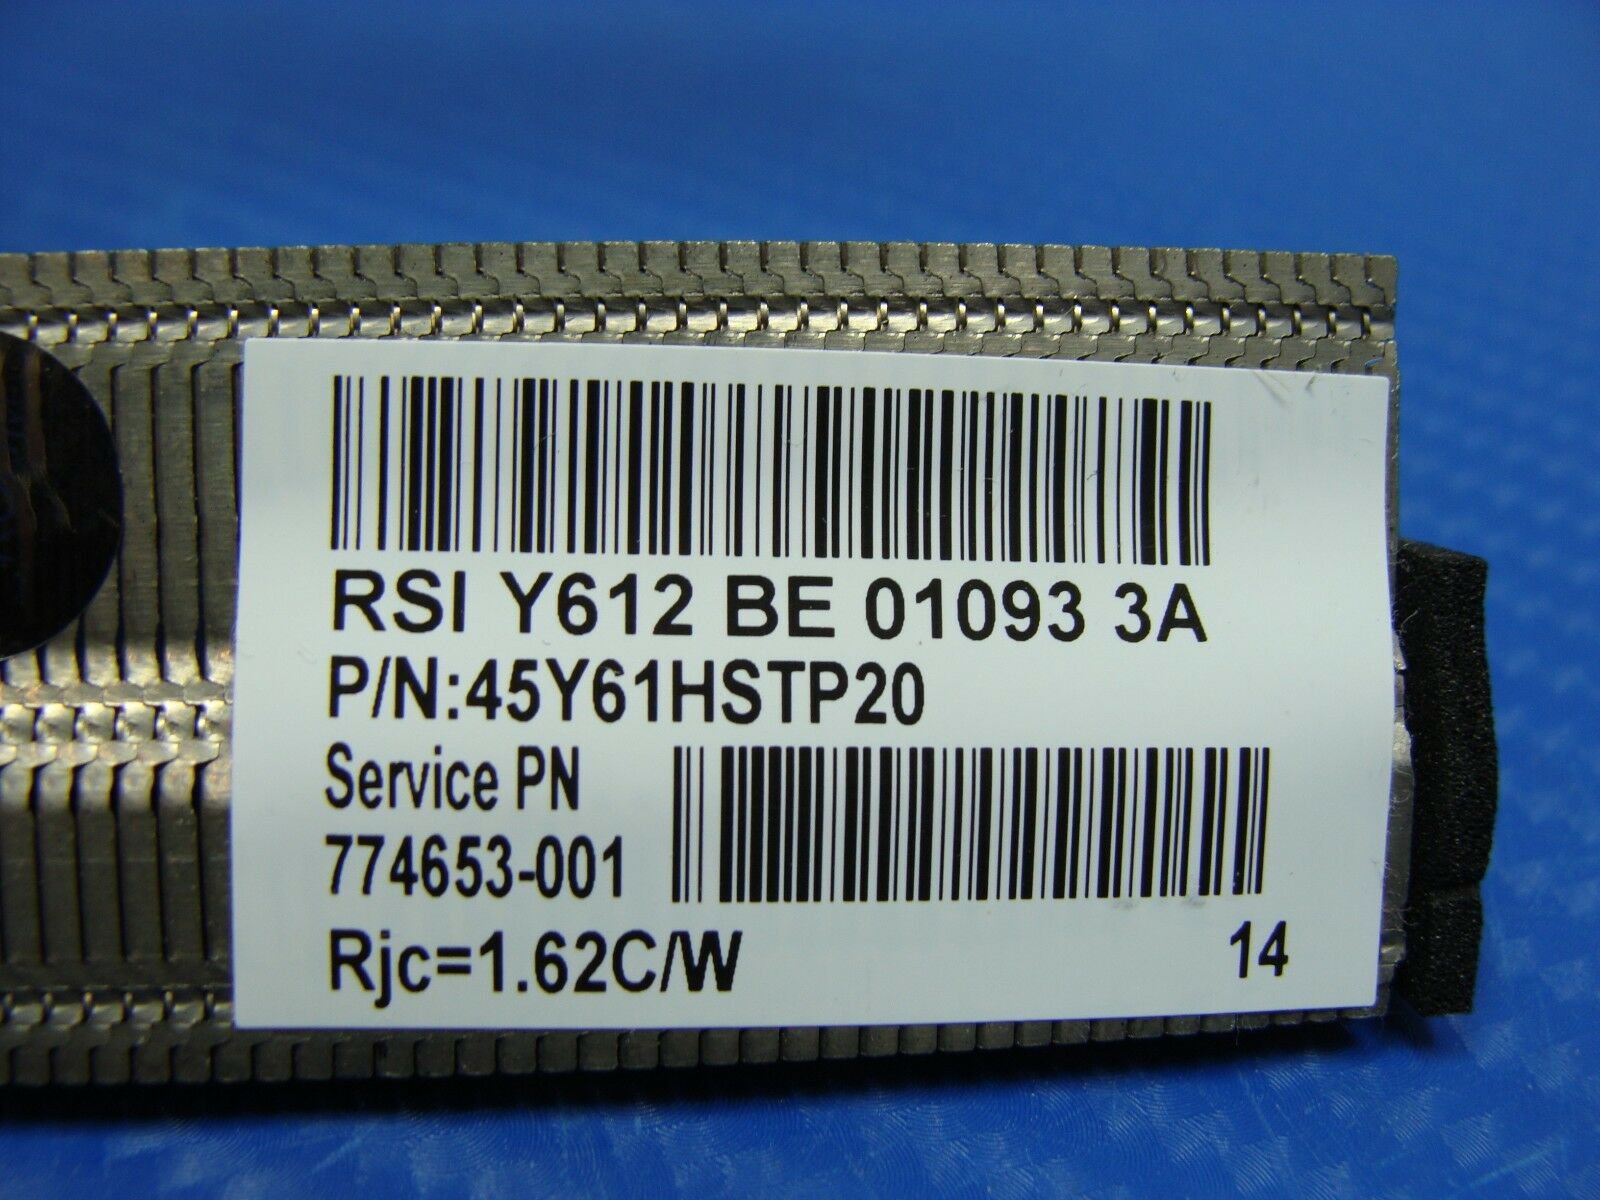 RSI Y612 BE 01093 3A
P/N:45Y61HSTP20
Service PN
774653-001
Rjc=1.62C/W
14